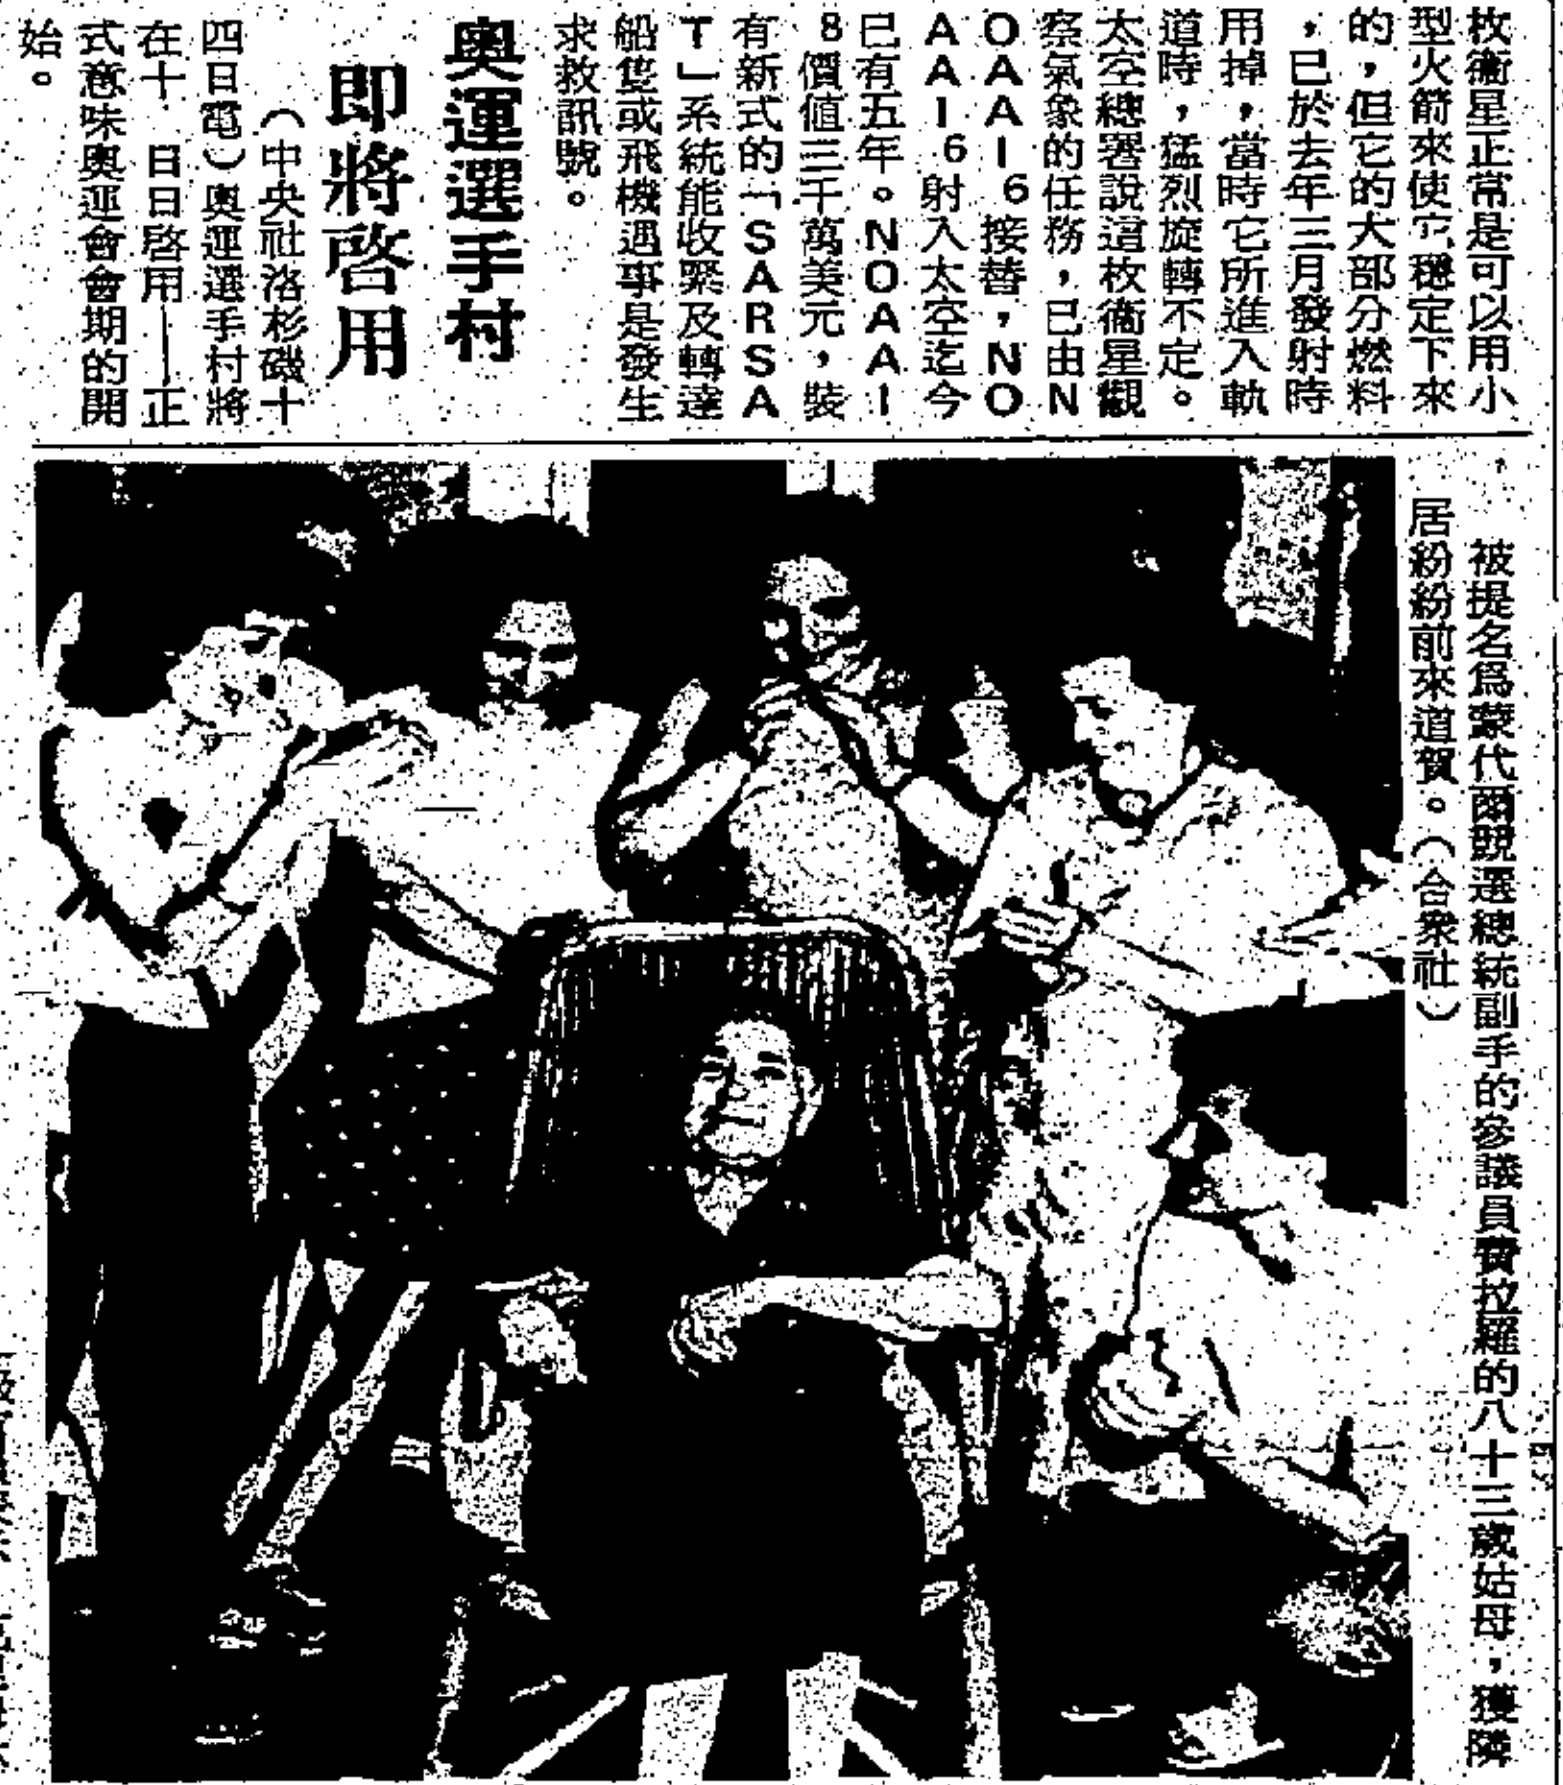 枚衞星正常是可以用小
型火箭來使它穩定下來
的，但它的大部分燃料
，已於去年三月發射時
用掉，當時它所進入軌
道時，猛烈旋轉不定。
太空總署說這枚衞星觀
察氣象的任務，已由N
OAA－6接替，NO
AA－6射入太空迄今
已有五年。NOAA－
8價值三千萬美元，裝
有新式的「SARSA
T」系統能收緊及轉達
船隻或飛機遇事是發生
求救訊號。
奧運選手村
即將啓用
（中央社洛杉磯十
四日電）奧運選手村將
在十 日日啓用——正
式意味奧運會會期的開
始。
被提名爲蒙代爾競選總統副手的參議員費拉羅的八十三歲姑母，獲隣
居紛紛前來道賀。（合衆社）